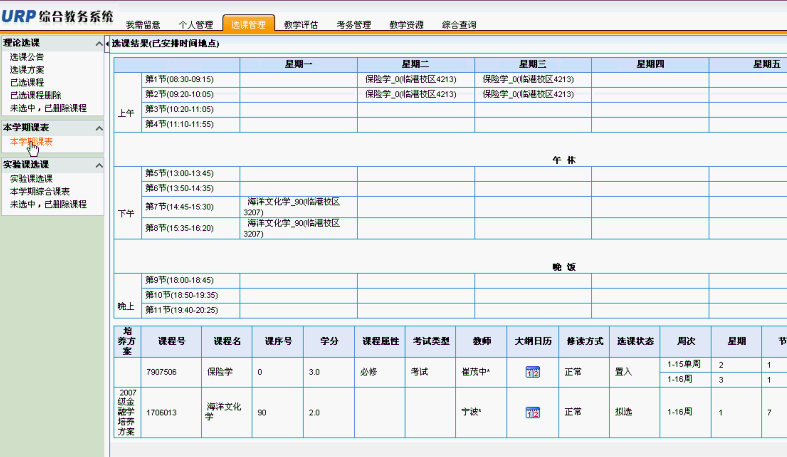 URP综合教务系统
我需留意 个人管理 选课管理 教学评估 考务管理 教学资源 综合查询
理论选课
选课公告
选课方案
已选课程
已选课程删除
未选中，已删除课程
本学期课表
本学期课表
实验课选课
实验课选课
本学期综合课表
未选中，已删除课程
选课结果(已安排时间地点)
星期一 星期二 星期三 星期四 星期五
上午
第1节(08:30-09:15) 保险学_0(临港校区4213) 保险学_0(临港校区4213)
第2节(09:20-10:05) 保险学_0(临港校区4213) 保险学_0(临港校区4213)
第3节(10:20-11:05)
第4节(11:10-11:55)
午 休
下午
第5节(13:00-13:45)
第6节(13:50-14:35)
第7节(14:45-15:30) 海洋文化学_90(临港校区
3207)
第8节(15:35-16:20) 海洋文化学_90(临港校区
3207)
晚 饭
晚上
第9节(18:00-18:45)
第10节(18:50-19:35)
第11节(19:40-20:25)
培养方案 课程号 课程名 课序号 学分 课程属性 考试类型 教师 大纲日历 修读方式 选课状态 周次 星期 节
7907506 保险学 0 3.0 必修 考试 崔茂中* 正常 置入 1-15单周 2 1
1-16周 3 1
2007级金融学培养方案 1706013 海洋文化学 90 2.0 宁波* 正常 拟选 1-16周 1 7